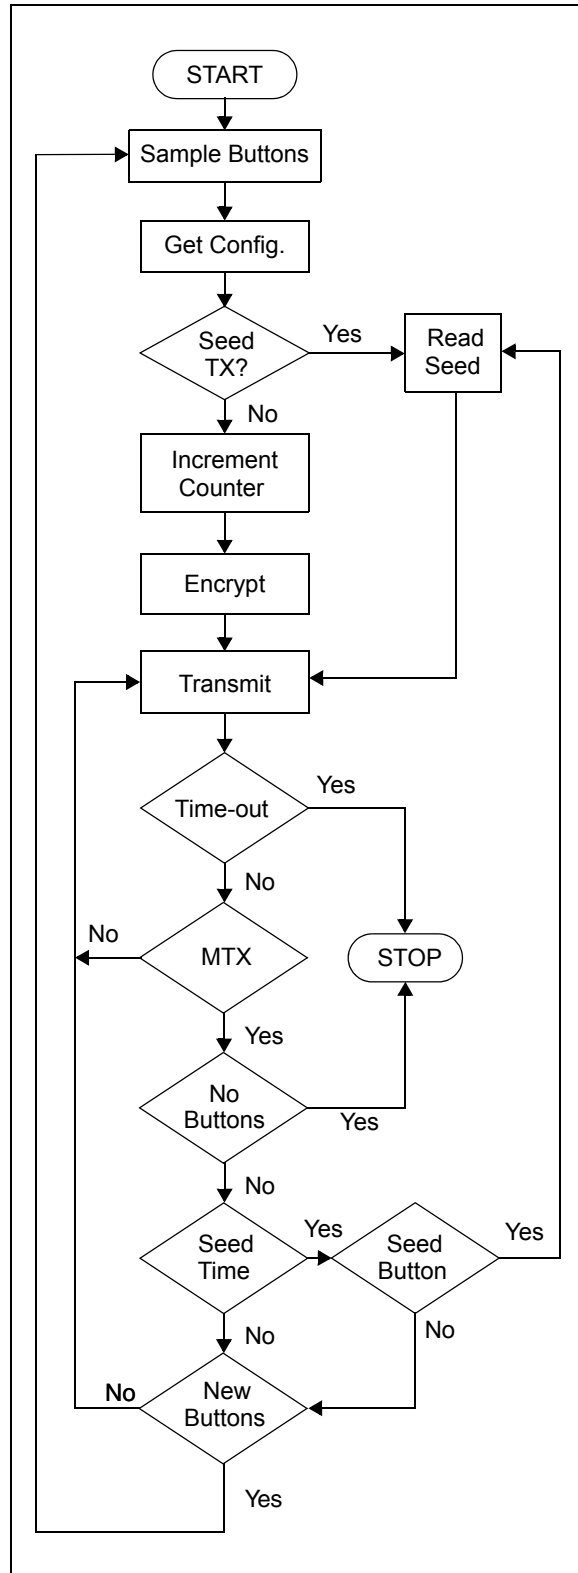 START
Sample Buttons
Get Config.
Seed
TX?
Yes
Read
Seed
No
Increment
Counter
Encrypt
Transmit
Time-out
Yes
No
MTX
No
STOP
Yes
No
Buttons
Yes
No
Seed
Time
Yes
Seed
Button
Yes
No
No
New
Buttons
No
Yes